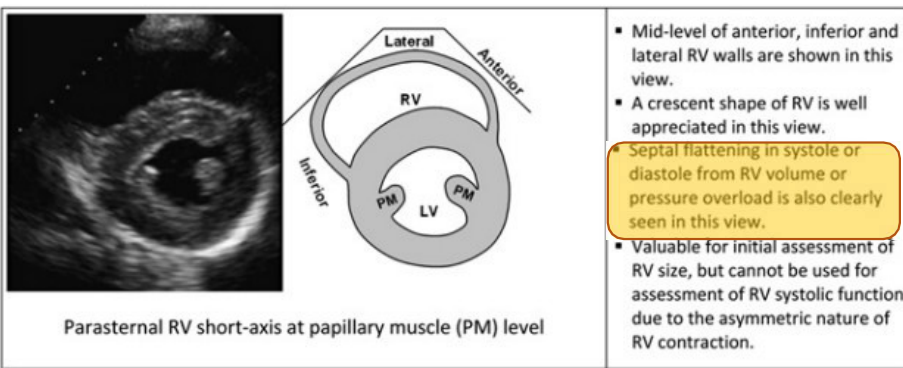 Lateral
Anterior
RV
Inferior
PM
PM
LV
Parasternal RV short-axis at papillary muscle (PM) level
▪ Mid-level of anterior, inferior and
lateral RV walls are shown in this
view.
▪ A crescent shape of RV is well
appreciated in this view.
▪ Septal flattening in systole or
diastole from RV volume or
pressure overload is also clearly
seen in this view.
▪ Valuable for initial assessment of
RV size, but cannot be used for
assessment of RV systolic function
due to the asymmetric nature of
RV contraction.